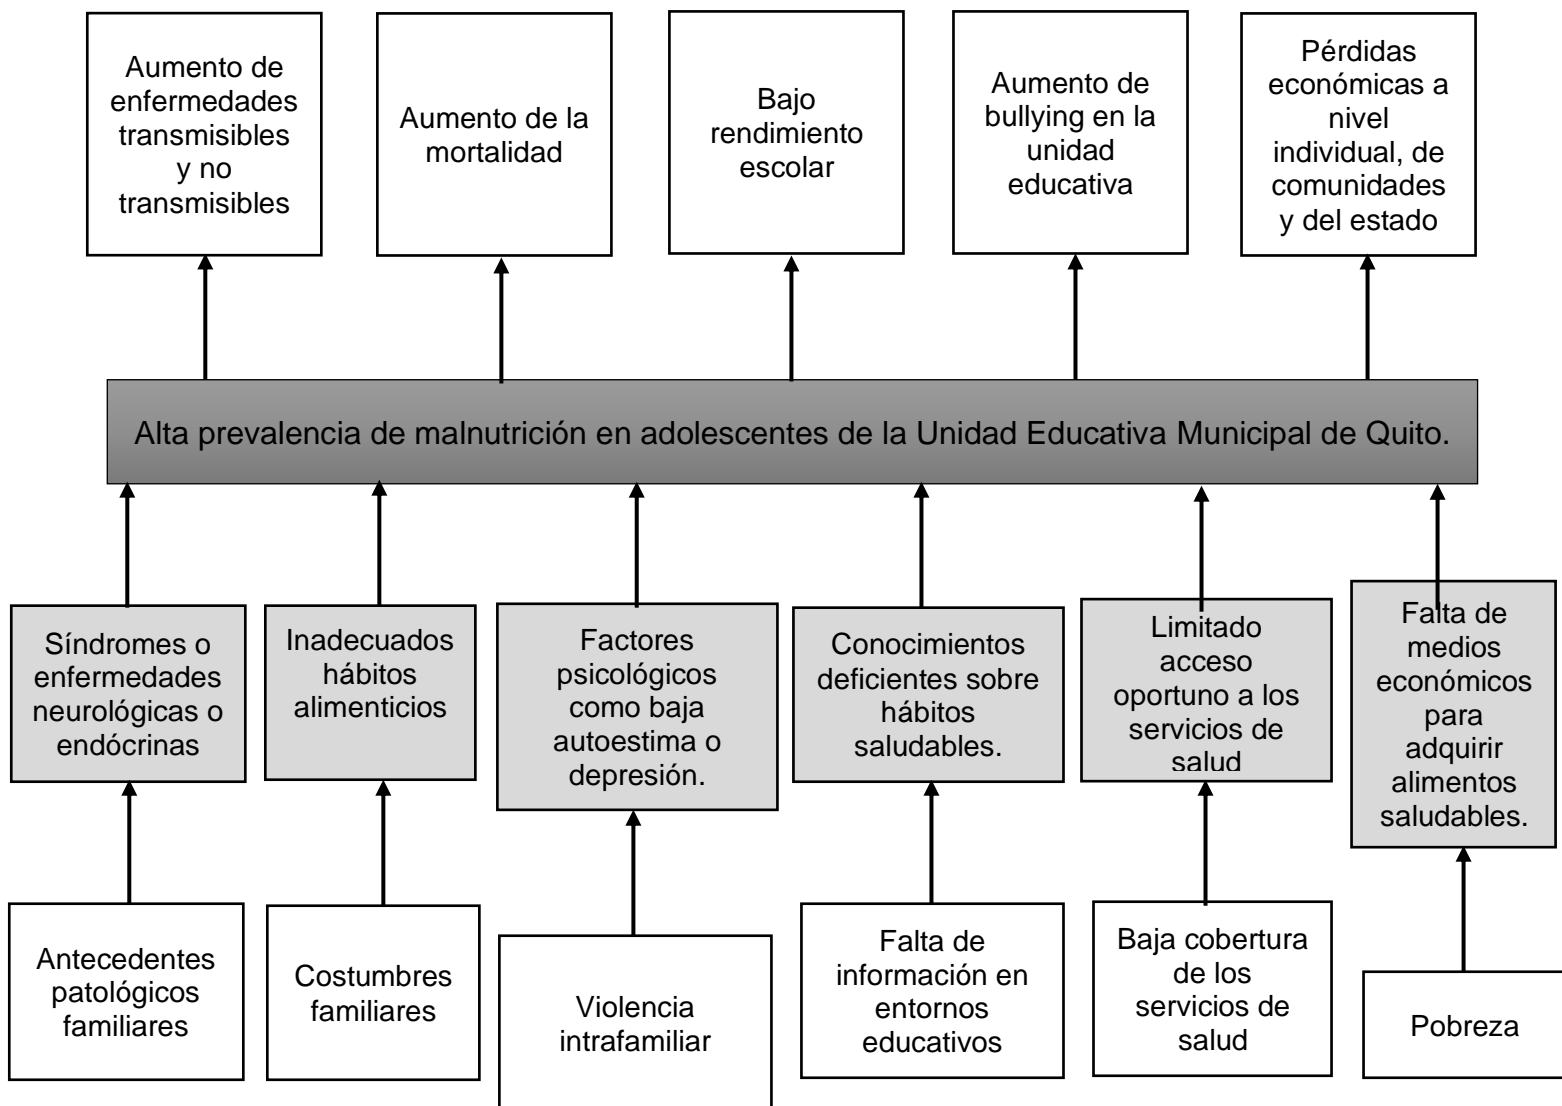 Aumento de
enfermedades
transmisibles
y no
transmisibles
Aumento de la
mortalidad
Bajo
rendimiento
escolar
Aumento de
bullying en la
unidad
educativa
Pérdidas
económicas a
nivel
individual, de
comunidades
y del estado
Alta prevalencia de malnutrición en adolescentes de la Unidad Educativa Municipal de Quito.
Síndromes o
enfermedades
neurológicas o
endócrinas
Inadecuados
hábitos
alimenticios
Factores
psicológicos
como baja
autoestima o
depresión.
Conocimientos
deficientes sobre
hábitos
saludables.
Limitado
acceso
oportuno a los
servicios de
salud
Falta de
medios
económicos
para
adquirir
alimentos
saludables.
Antecedentes
patológicos
familiares
Costumbres
familiares
Violencia
intrafamiliar
Falta de
información en
entornos
educativos
Baja cobertura
de los
servicios de
salud
Pobreza